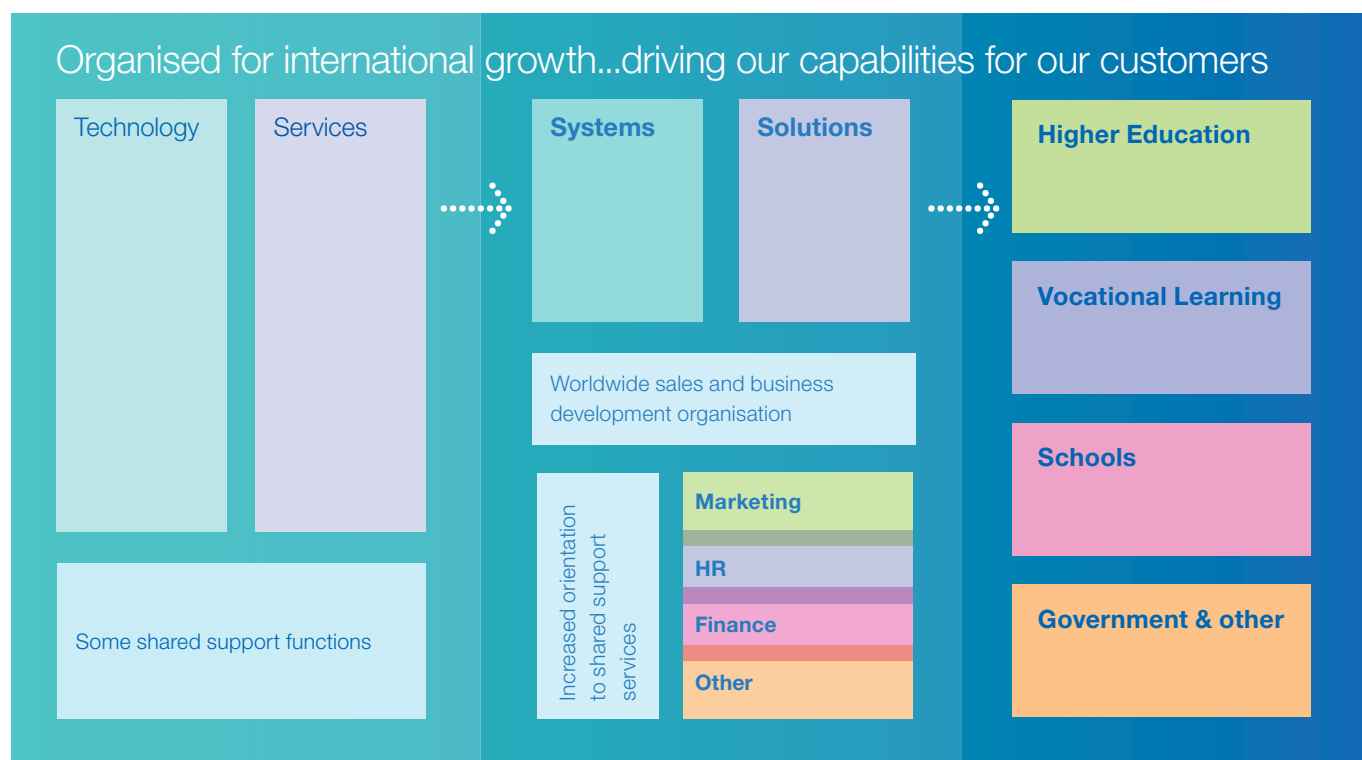 Organised for international growth...driving our capabilities for our customers
Technology
Services
Some shared support functions
Systems
Solutions
Worldwide sales and business
development organisation
Increased orientation
to shared support
services
Marketing
HR
Finance
Other
Higher Education
Vocational Learning
Schools
Government & other